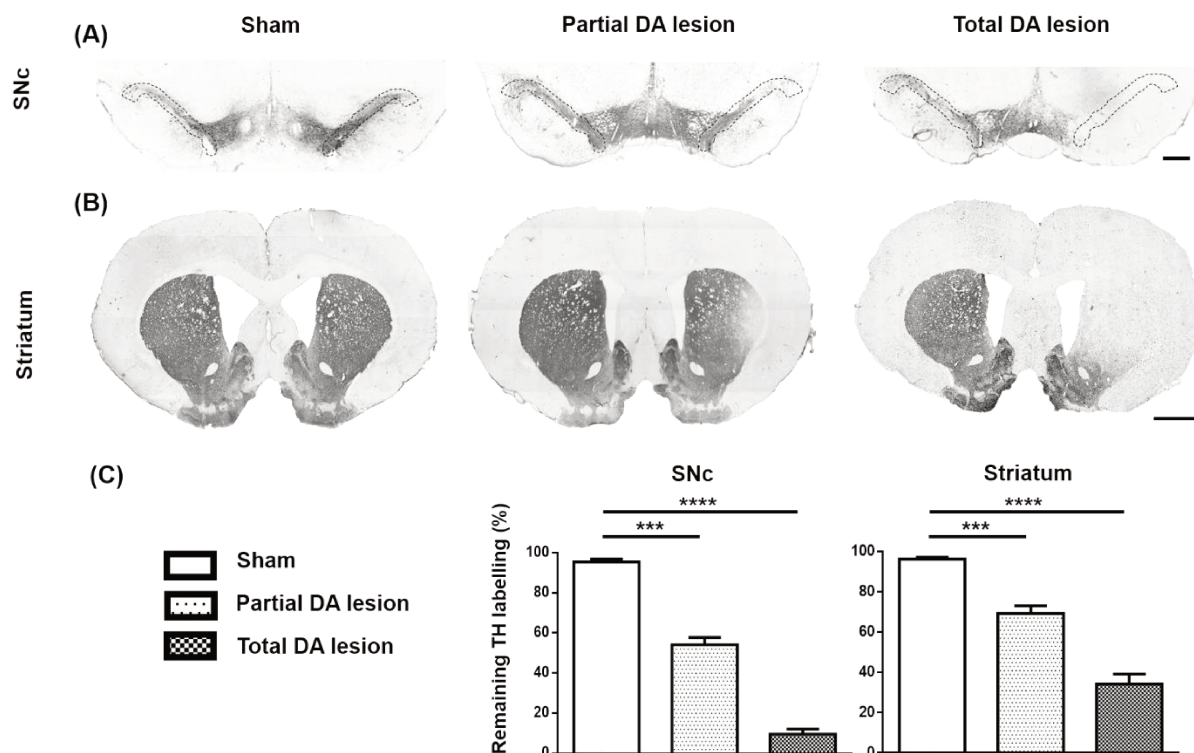 (A)
Sham
Partial DA lesion
Total DA lesion
SNc
(B)
Striatum
(C)
SNc
Striatum
Sham
Partial DA lesion
Total DA lesion
Remaining TH labelling (%)
****
***
100
80
60
40
20
0
****
***
100
80
60
40
20
0